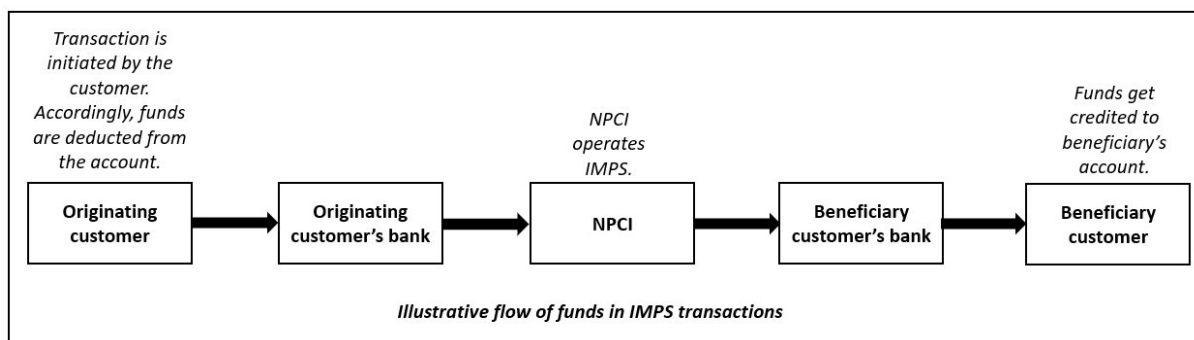 Transaction is
initiated by the
customer.
Accordingly, funds
are deducted from
the account.
NPCI
operates
IMPS.
Funds get
credited to
beneficiary's
account.
Originating
customer
Originating
customer's bank
NPCI
Beneficiary
customer's bank
Beneficiary
customer
Illustrative flow of funds in IMPS transactions